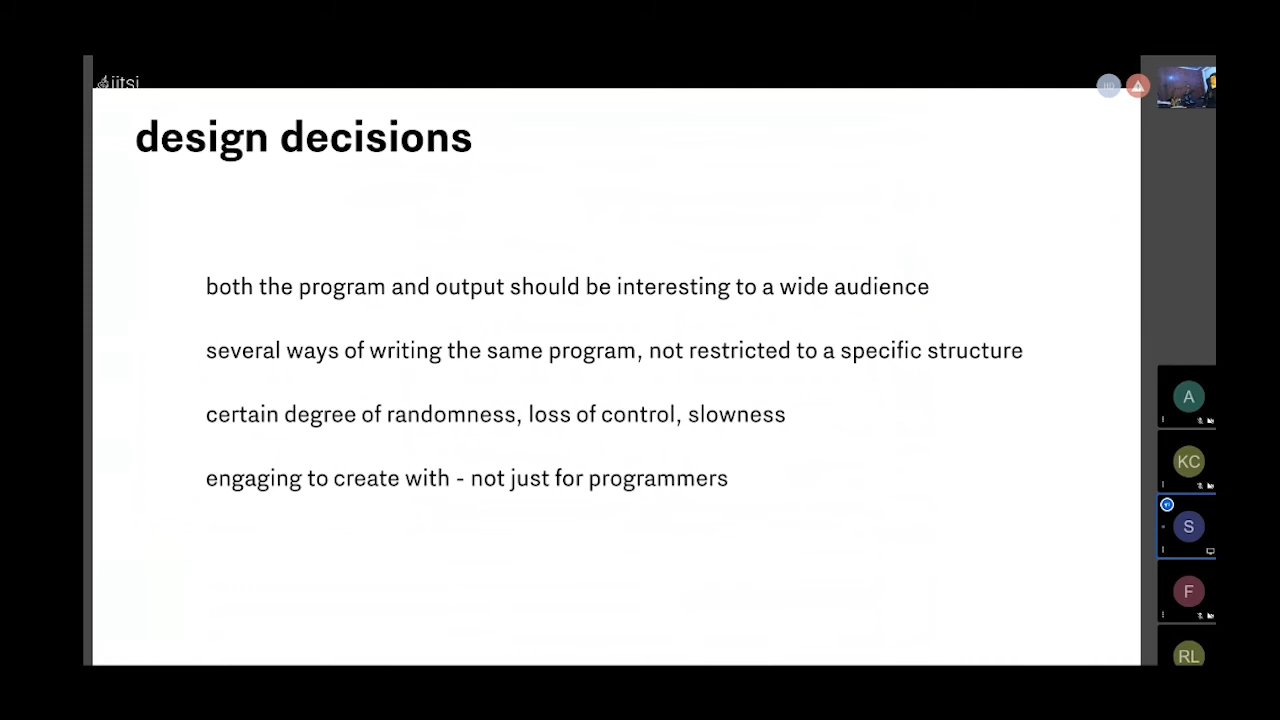 design decisions
both the program and output should be interesting to a wide audience
several ways of writing the same program, not restricted to a specific structure
certain degree of randomness, loss of control, slowness
engaging to create with - not just for programmers
A
KC
S
F
RL